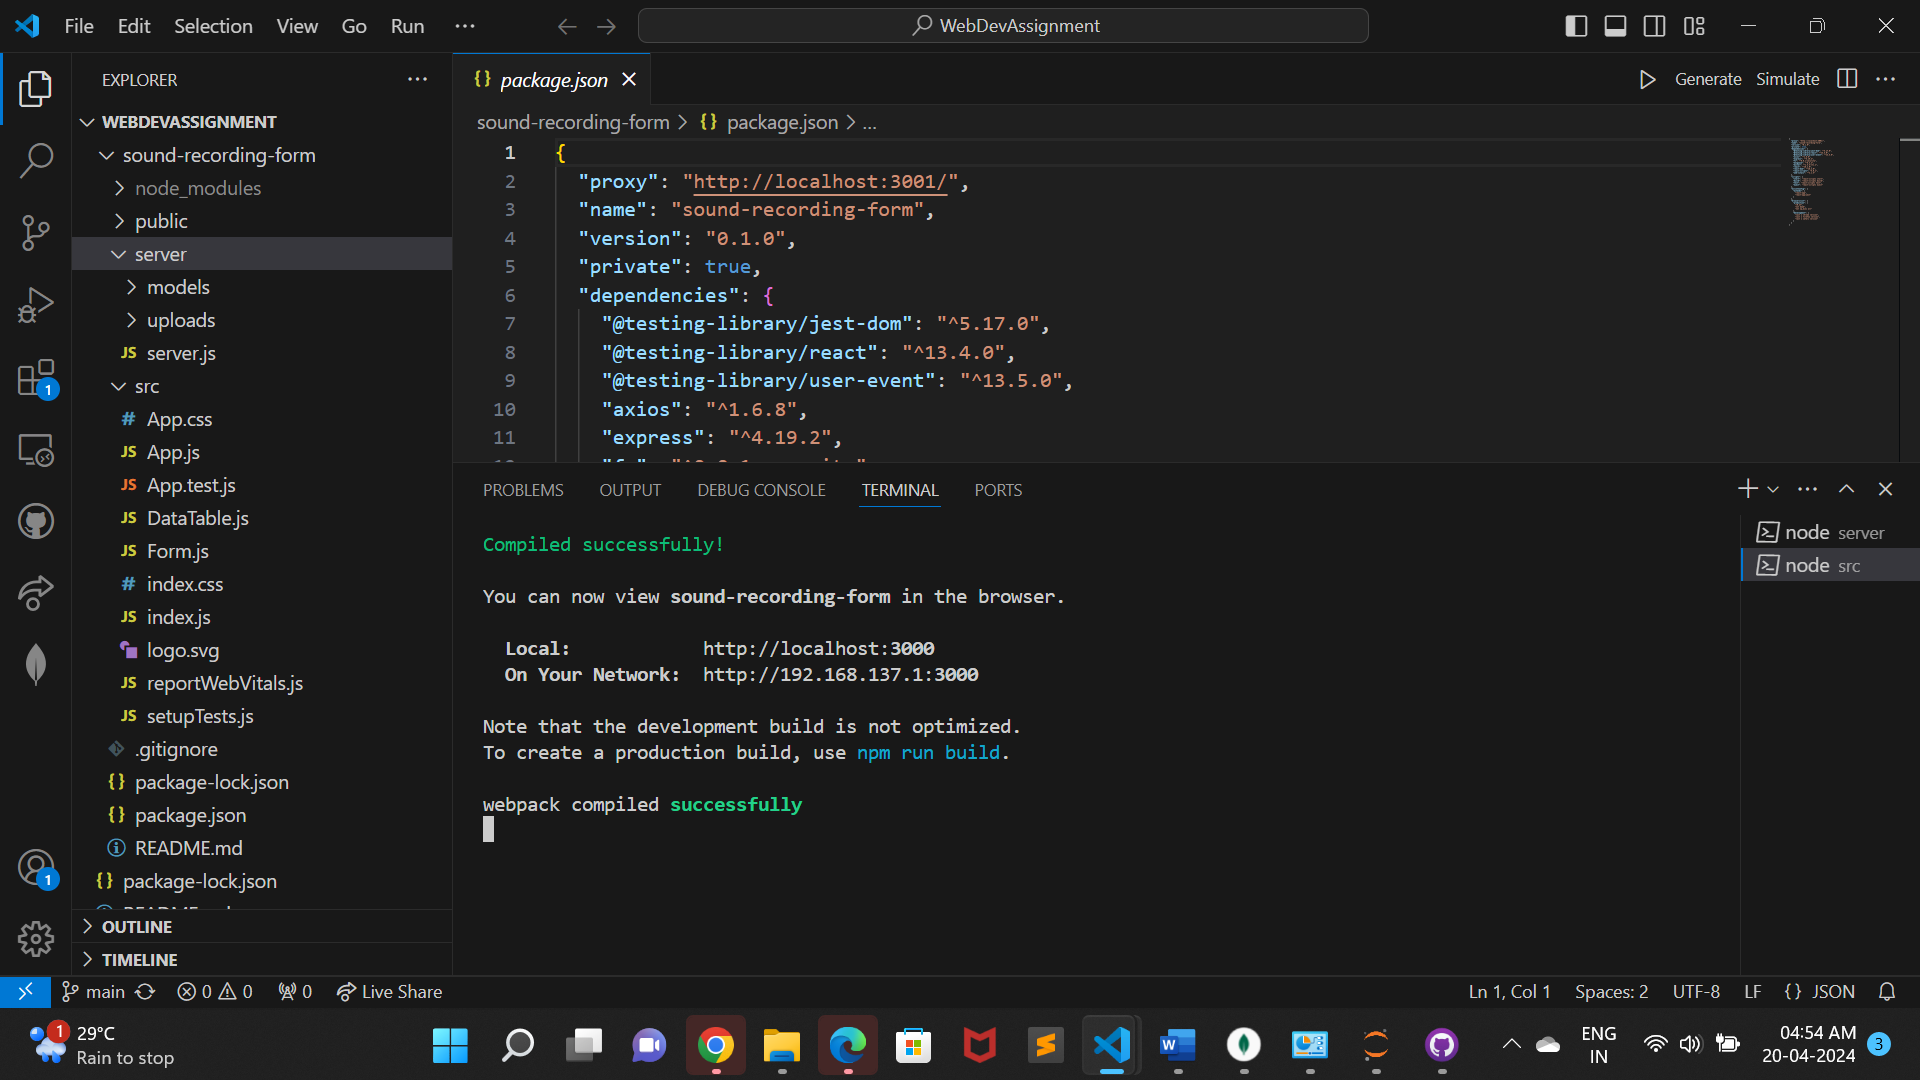 File Edit Selection View Go Run ...
WebDevAssignment
EXPLORER
WEBDEVASSIGNMENT
sound-recording-form
node_modules
public
server
models
uploads
JS server.js
src
# App.css
JS App.js
JS App.test.js
JS DataTable.js
JS Form.js
# index.css
JS index.js
logo.svg
JS reportWebVitals.js
JS setupTests.js
.gitignore
{} package-lock.json
{} package.json
README.md
{} package-lock.json
OUTLINE
TIMELINE
{} package.json
Generate Simulate
sound-recording-form > {} package.json > ...
1 {
2 "proxy": "http://localhost:3001/",
3 "name": "sound-recording-form",
4 "version": "0.1.0",
5 "private": true,
6 "dependencies": {
7 "@testing-library/jest-dom": "^5.17.0",
8 "@testing-library/react": "^13.4.0",
9 "@testing-library/user-event": "^13.5.0",
10 "axios": "^1.6.8",
11 "express": "^4.19.2",
PROBLEMS OUTPUT DEBUG CONSOLE TERMINAL PORTS
Compiled successfully!
You can now view sound-recording-form in the browser.
Local: http://localhost:3000
On Your Network: http://192.168.137.1:3000
Note that the development build is not optimized.
To create a production build, use npm run build.
webpack compiled successfully
node server
node src
1
1
main 0 0 0 Live Share
Ln 1, Col 1 Spaces: 2 UTF-8 LF {} JSON
1 29°C
Rain to stop
ENG
IN
04:54 AM
20-04-2024
3